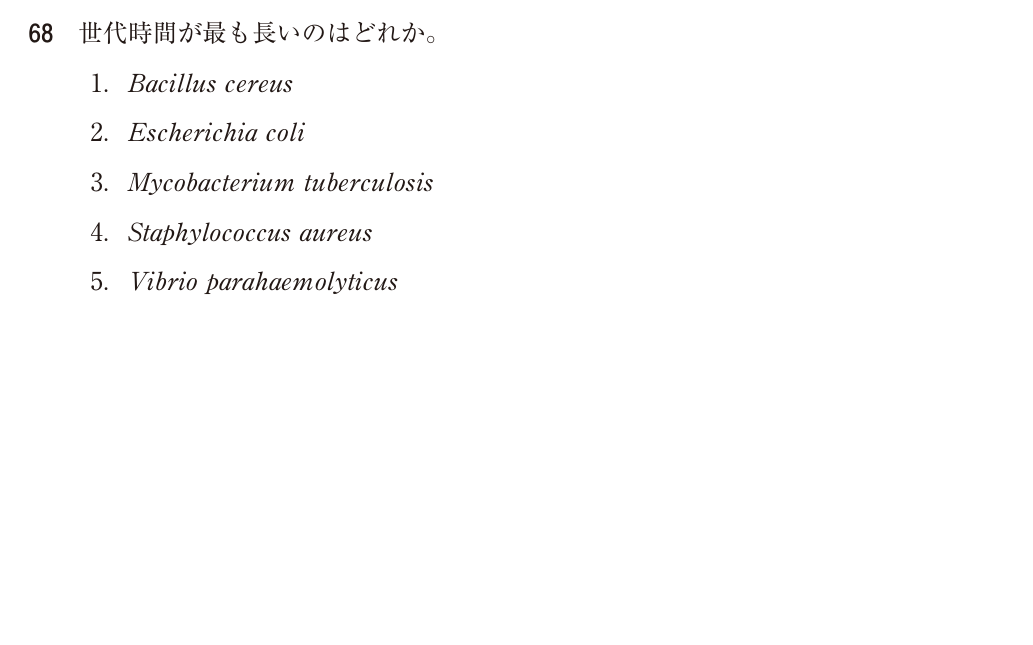 68 世代時間が最も長いのはどれか。
1. Bacillus cereus
2. Escherichia coli
3. Mycobacterium tuberculosis
4. Staphylococcus aureus
5. Vibrio parahaemolyticus